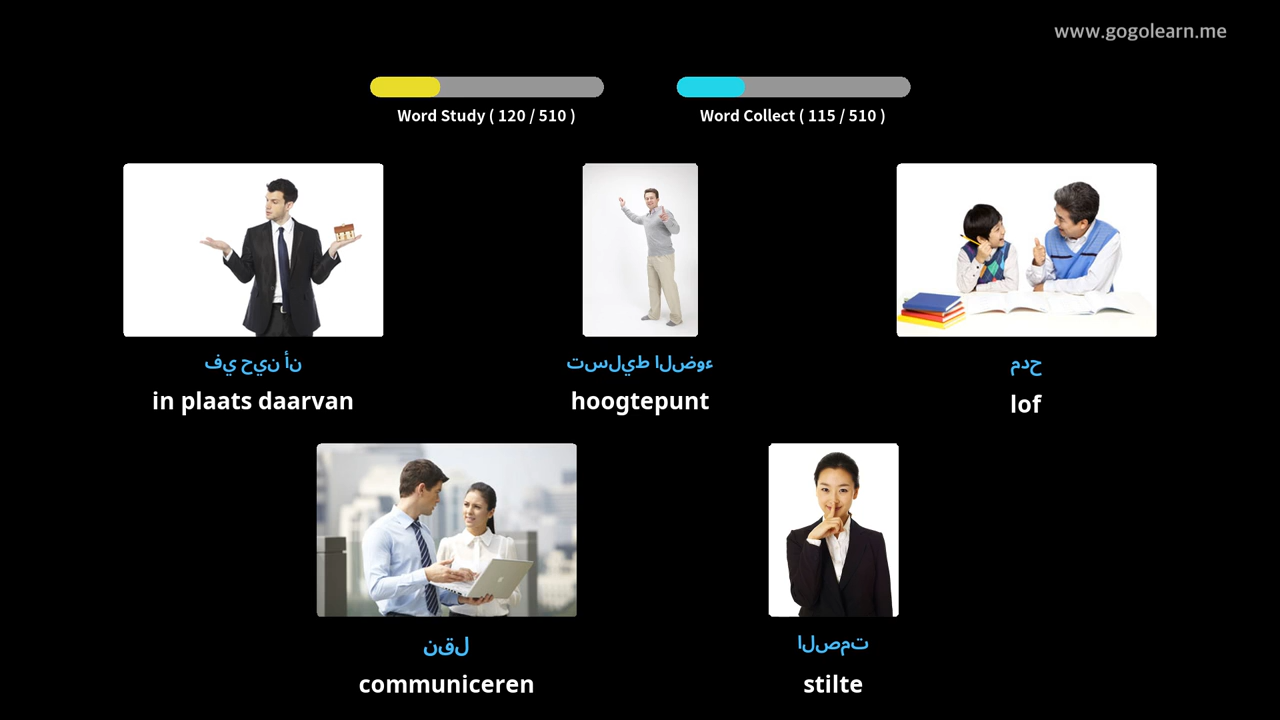 www.gogolearn.me
Word Study ( 120 / 510 )
Word Collect ( 115 / 510 )
في حين أن
in plaats daarvan
تسليط الضوء
hoogtepunt
مدح
lof
نقل
communiceren
الصمت
stilte